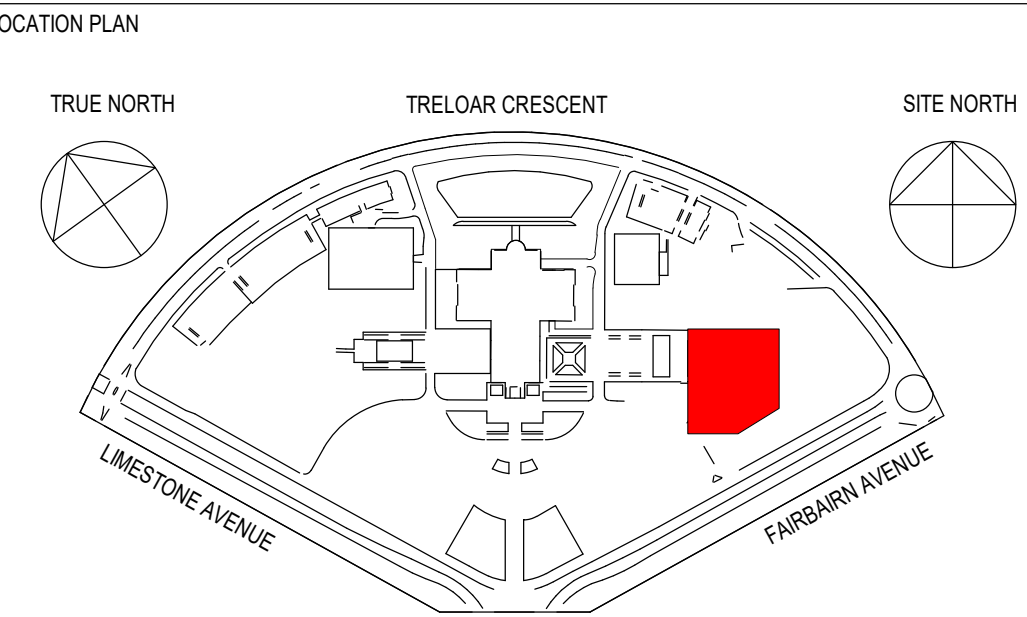 OCATION PLAN
TRUE NORTH
TRELOAR CRESCENT
SITE NORTH
LIMESTONE AVENUE
FAIRBAIRN AVENUE